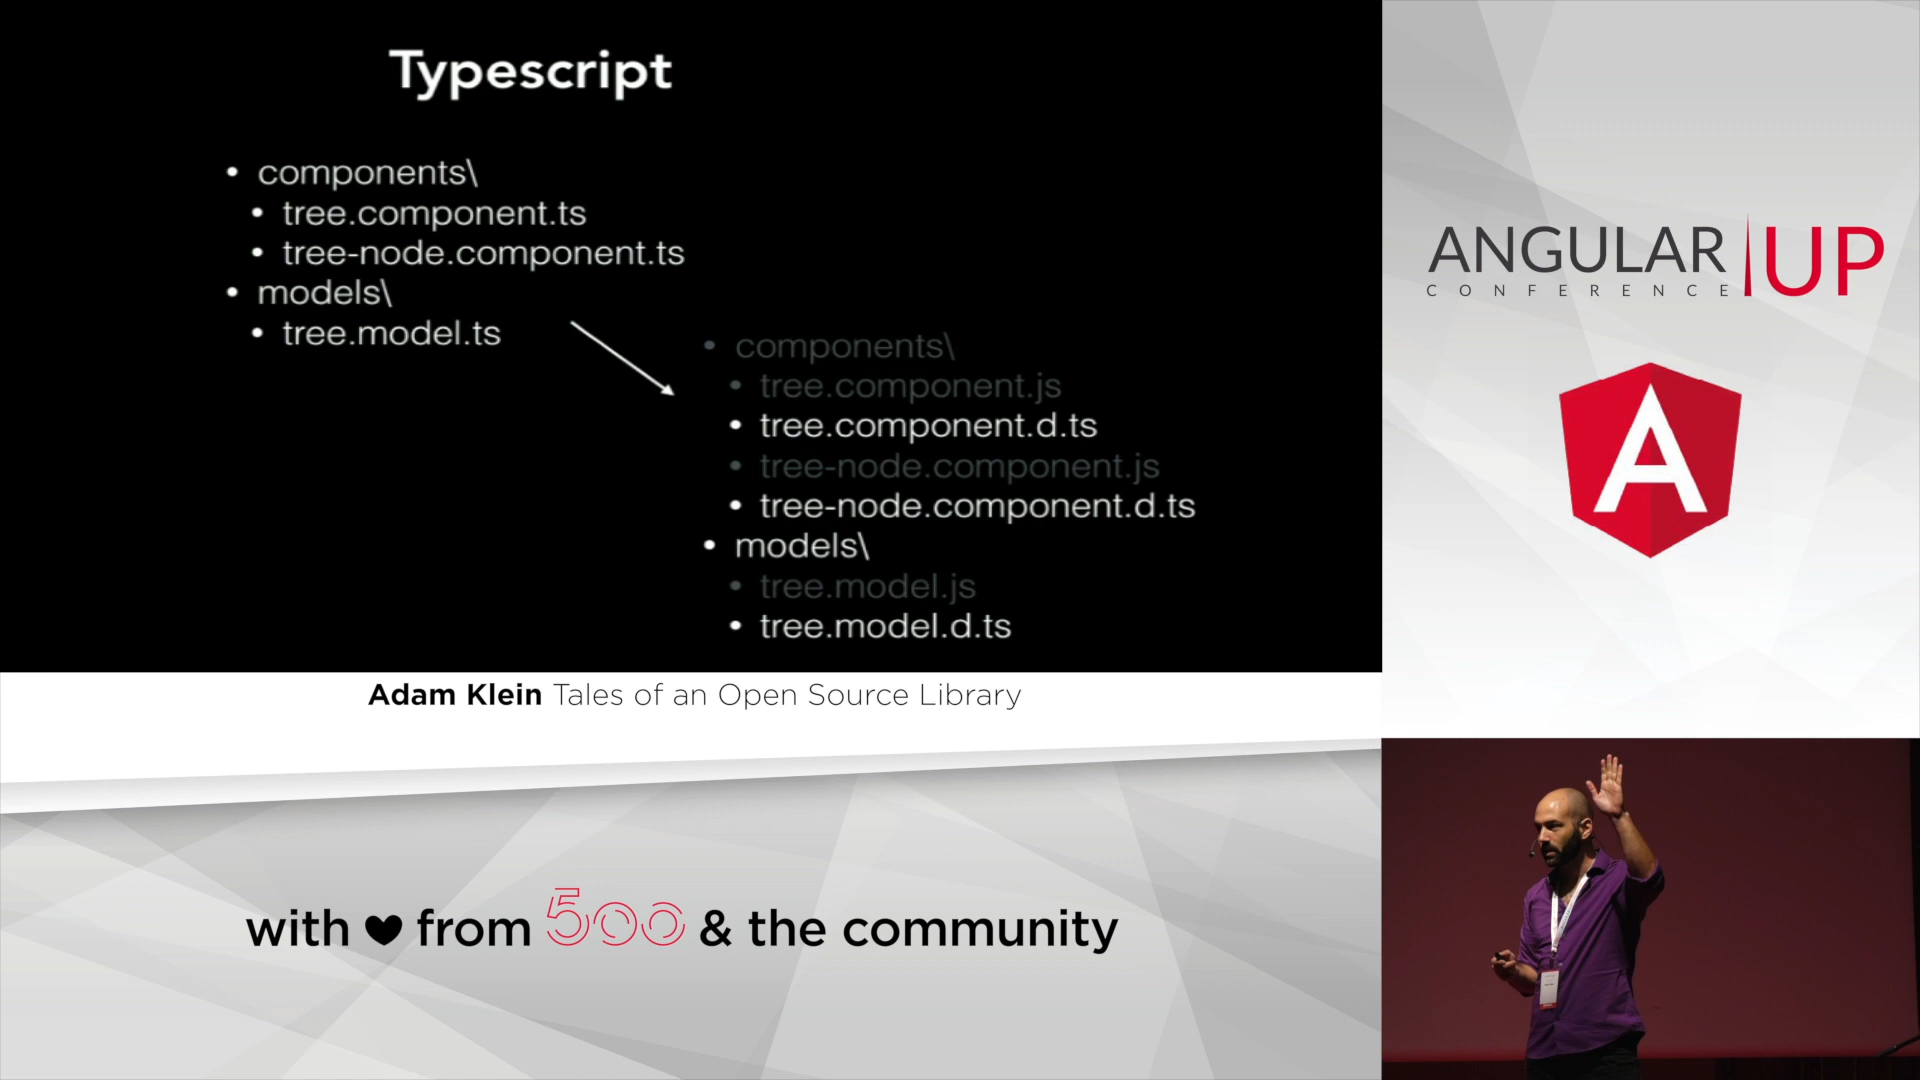 Typescript
• components\
• tree.component.ts
• tree-node.component.ts
• models\
• tree.model.ts
• components\
• tree.component.js
• tree.component.d.ts
• tree-node.component.js
• tree-node.component.d.ts
• models\
• tree.model.js
• tree.model.d.ts
Adam Klein Tales of an Open Source Library
with ♥ from 500 & the community
ANGULAR UP
CONFERENCE
A